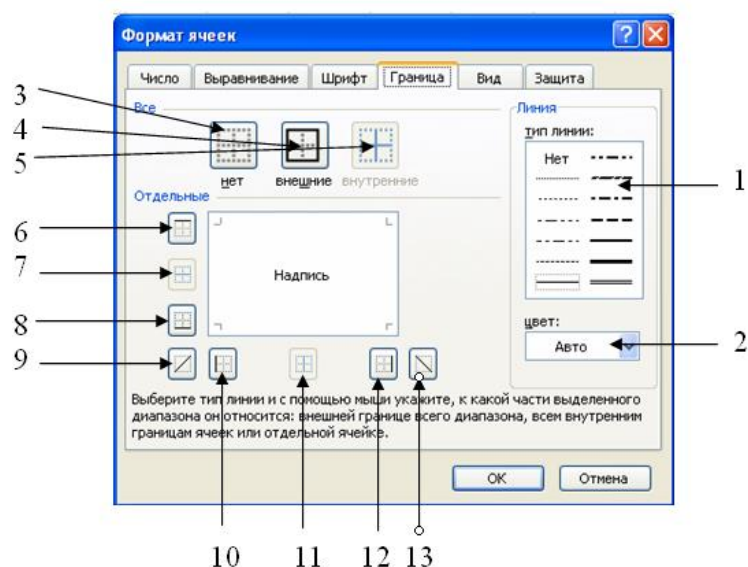 Формат ячеек
Число Выравнивание Шрифт Граница Вид Защита
Все
нет внешние внутренние
Отдельные
Надпись
Линия
тип линии:
Нет
цвет:
Авто
Выберите тип линии и с помощью мыши укажите, к какой части выделенного
диапазона он относится: внешней границе всего диапазона, всем внутренним
границам ячеек или отдельной ячейке.
ОК Отмена
3
4
5
6
7
8
9
1
2
10 11 12 13